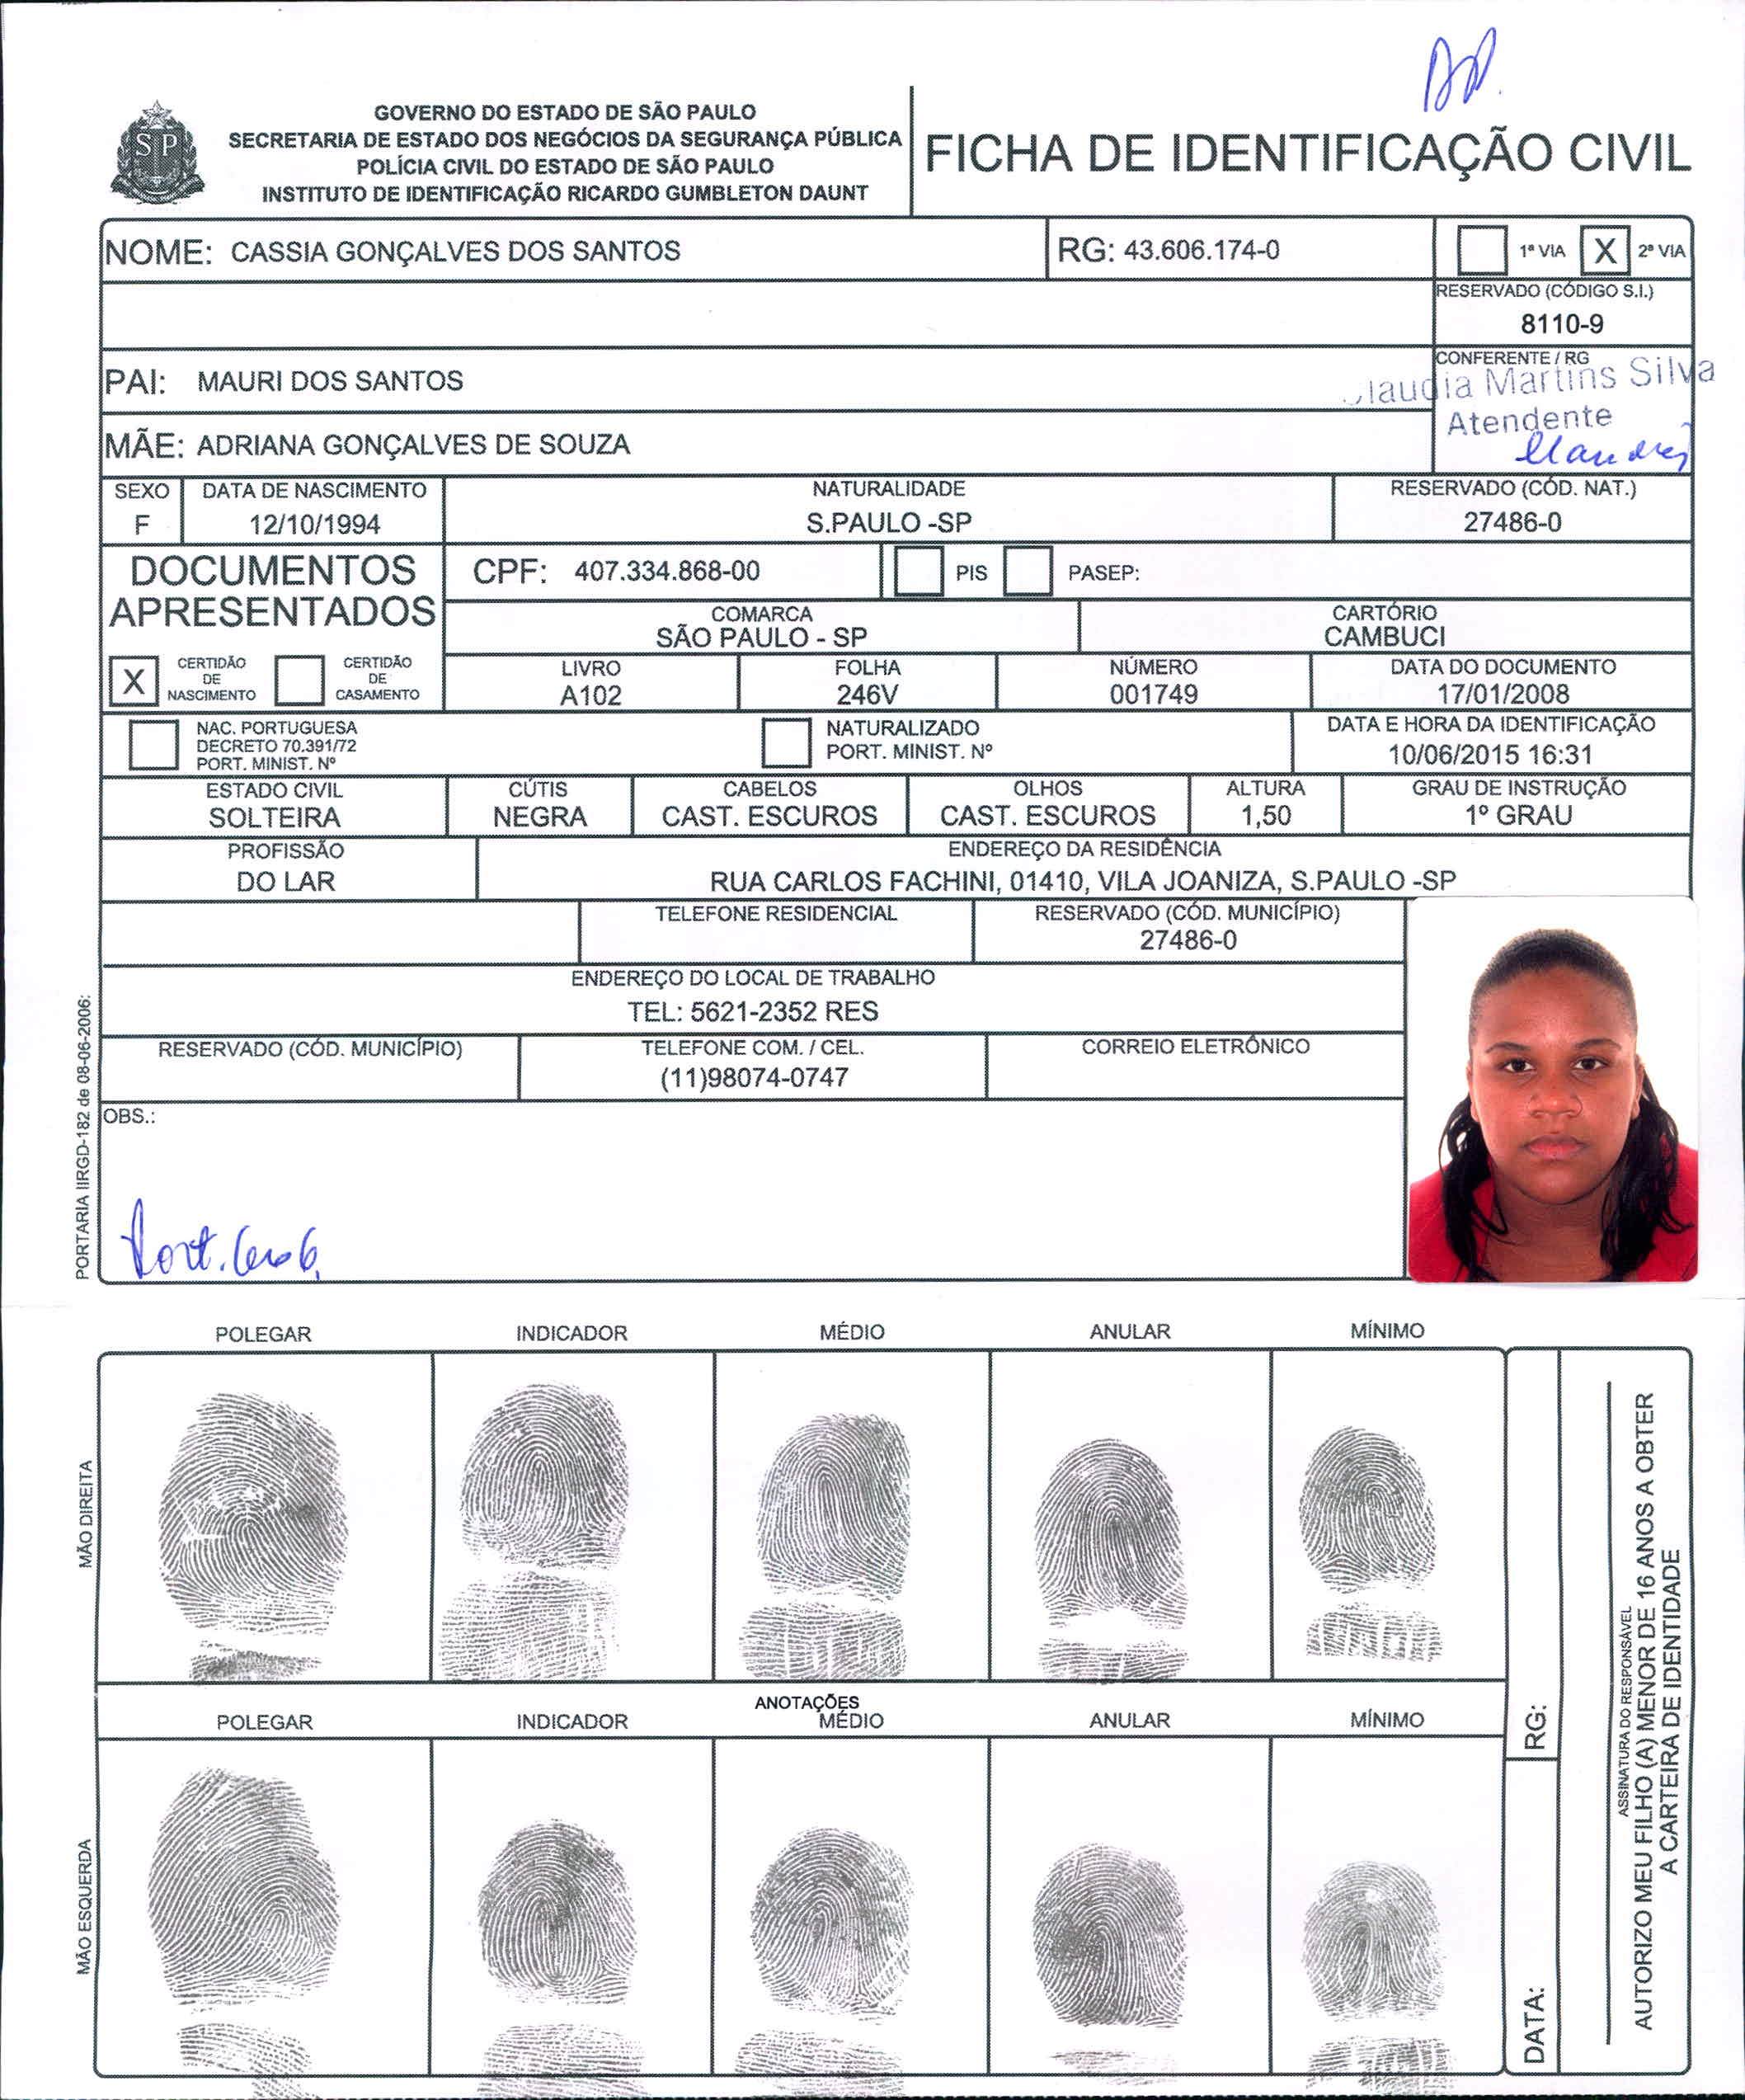 GOVERNO DO ESTADO DE SÃO PAULO
SECRETARIA DE ESTADO DOS NEGÓCIOS DA SEGURANÇA PÚBLICA
POLÍCIA CIVIL DO ESTADO DE SÃO PAULO
INSTITUTO DE IDENTIFICAÇÃO RICARDO GUMBLETON DAUNT
SP
FICHA DE IDENTIFICAÇÃO CIVIL
NOME: CASSIA GONÇALVES DOS SANTOS
RG: 43.606.174-0
1ª VIA X 2ª VIA
RESERVADO (CÓDIGO S.I.)
8110-9
PAI: MAURI DOS SANTOS
CONFERENTE / RG
Claudia Martins Silva
Atendente
MÃE: ADRIANA GONÇALVES DE SOUZA
SEXO
F
DATA DE NASCIMENTO
12/10/1994
NATURALIDADE
S.PAULO -SP
RESERVADO (CÓD. NAT.)
27486-0
DOCUMENTOS
APRESENTADOS
CPF: 407.334.868-00
PIS
PASEP:
COMARCA
SÃO PAULO - SP
CARTÓRIO
CAMBUCI
X
CERTIDÃO
DE
NASCIMENTO
CERTIDÃO
DE
CASAMENTO
LIVRO
A102
FOLHA
246V
NÚMERO
001749
DATA DO DOCUMENTO
17/01/2008
NAC. PORTUGUESA
DECRETO 70.391/72
PORT. MINIST. Nº
NATURALIZADO
PORT. MINIST. Nº
DATA E HORA DA IDENTIFICAÇÃO
10/06/2015 16:31
ESTADO CIVIL
SOLTEIRA
CÚTIS
NEGRA
CABELOS
CAST. ESCUROS
OLHOS
CAST. ESCUROS
ALTURA
1,50
GRAU DE INSTRUÇÃO
1º GRAU
PROFISSÃO
DO LAR
ENDEREÇO DA RESIDÊNCIA
RUA CARLOS FACHINI, 01410, VILA JOANIZA, S.PAULO -SP
TELEFONE RESIDENCIAL
RESERVADO (CÓD. MUNICÍPIO)
27486-0
ENDEREÇO DO LOCAL DE TRABALHO
TEL: 5621-2352 RES
RESERVADO (CÓD. MUNICÍPIO)
TELEFONE COM. / CEL.
(11)98074-0747
CORREIO ELETRÔNICO
OBS.:
PORTARIA IIRGD-182 de 08-06-2006:
POLEGAR
INDICADOR
MÉDIO
ANULAR
MÍNIMO
MÃO DIREITA
ANOTAÇÕES
POLEGAR
INDICADOR
MÉDIO
ANULAR
MÍNIMO
MÃO ESQUERDA
RG:
DATA:
ASSINATURA DO RESPONSÁVEL
AUTORIZO MEU FILHO (A) MENOR DE 16 ANOS A OBTER
A CARTEIRA DE IDENTIDADE